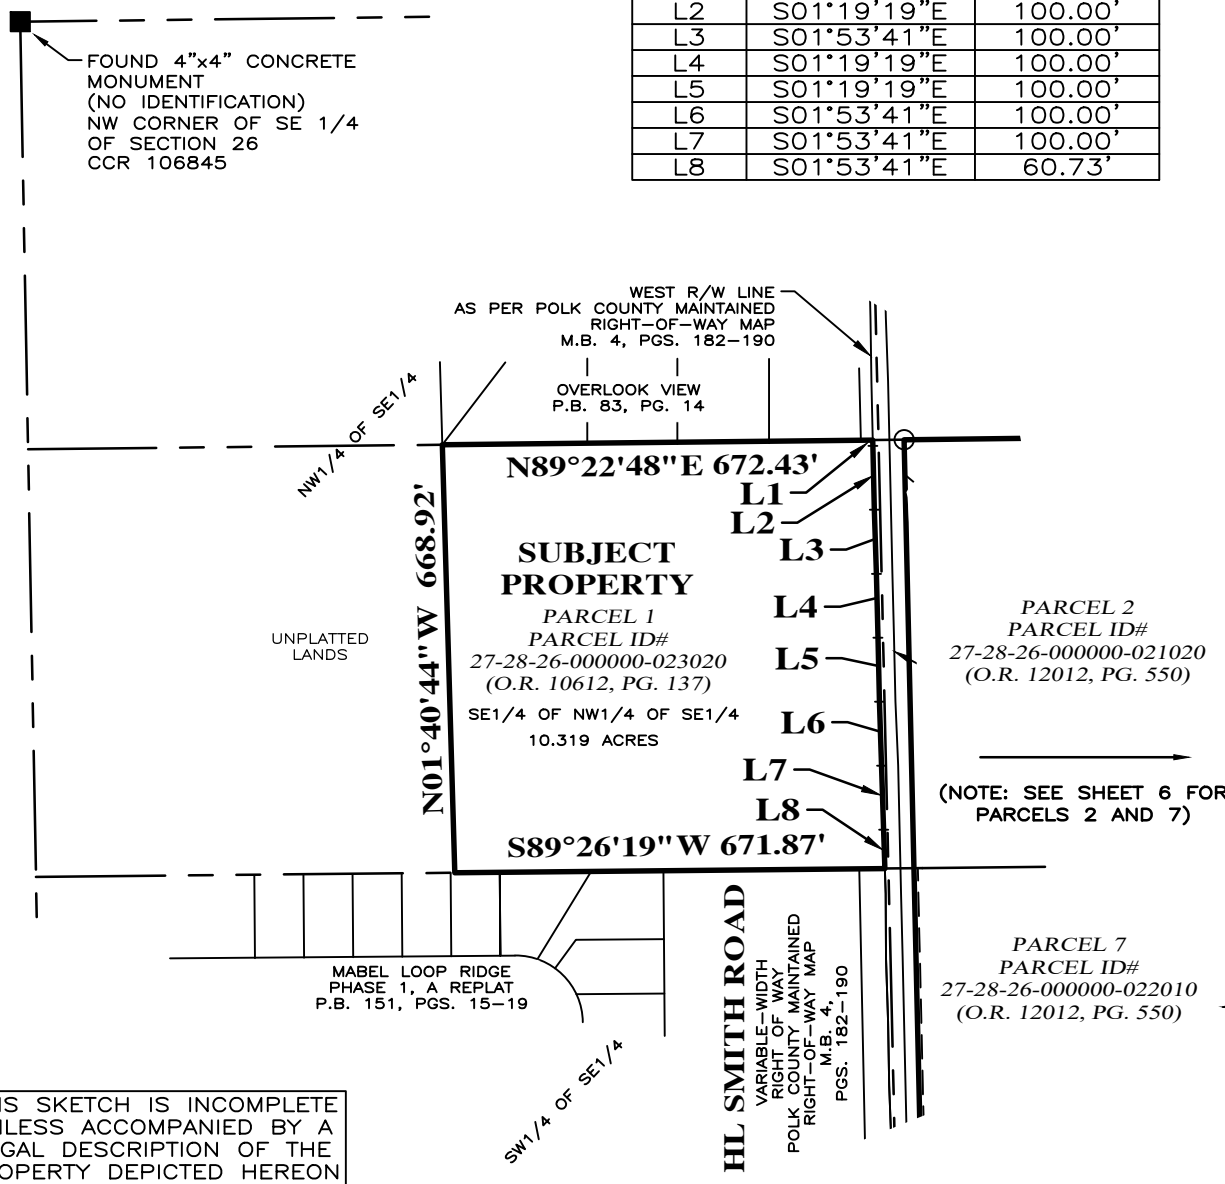 L2 S01°19'19"E 100.00'
L3 S01°53'41"E 100.00'
L4 S01°19'19"E 100.00'
L5 S01°19'19"E 100.00'
L6 S01°53'41"E 100.00'
L7 S01°53'41"E 100.00'
L8 S01°53'41"E 60.73'
FOUND 4"x4" CONCRETE
MONUMENT
(NO IDENTIFICATION)
NW CORNER OF SE 1/4
OF SECTION 26
CCR 106845
WEST R/W LINE
AS PER POLK COUNTY MAINTAINED
RIGHT-OF-WAY MAP
M.B. 4, PGS. 182-190
OVERLOOK VIEW
P.B. 83, PG. 14
NW1/4 OF SE1/4
N89°22'48"E 672.43'
L1
L2
L3
L4
L5
L6
L7
L8
N01°40'44"W 668.92'
SUBJECT
PROPERTY
PARCEL 1
PARCEL ID#
27-28-26-000000-023020
(O.R. 10612, PG. 137)
SE1/4 OF NW1/4 OF SE1/4
10.319 ACRES
UNPLATTED
LANDS
S89°26'19"W 671.87'
PARCEL 2
PARCEL ID#
27-28-26-000000-021020
(O.R. 12012, PG. 550)
(NOTE: SEE SHEET 6 FOR
PARCELS 2 AND 7)
PARCEL 7
PARCEL ID#
27-28-26-000000-022010
(O.R. 12012, PG. 550)
MABEL LOOP RIDGE
PHASE 1, A REPLAT
P.B. 151, PGS. 15-19
SW1/4 OF SE1/4
HL SMITH ROAD
VARIABLE-WIDTH
RIGHT OF WAY
POLK COUNTY MAINTAINED
RIGHT-OF-WAY MAP
M.B. 4,
PGS. 182-190
IS SKETCH IS INCOMPLETE
LESS ACCOMPANIED BY A
GAL DESCRIPTION OF THE
OPERTY DEPICTED HEREON